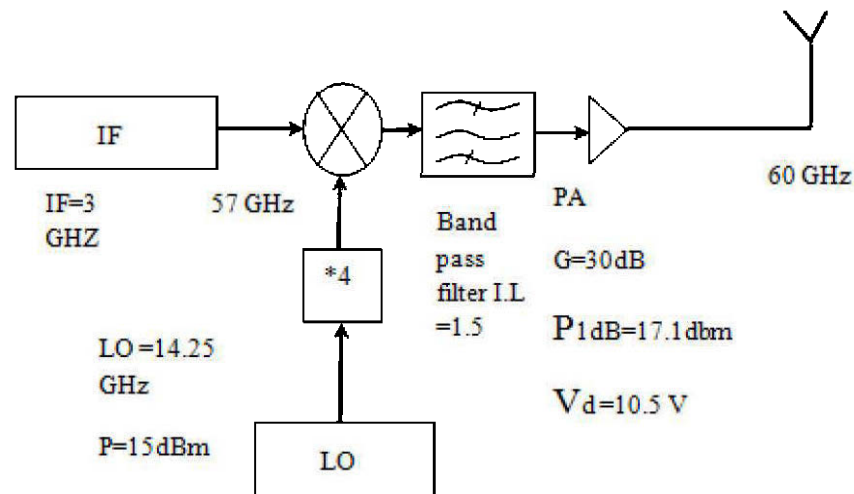 IF
IF=3
GHZ
57 GHz
*4
LO =14.25
GHz
P=15dBm
LO
Band
pass
filter I.L
=1.5
PA
G=30dB
P1dB=17.1dbm
Vd=10.5 V
60 GHz